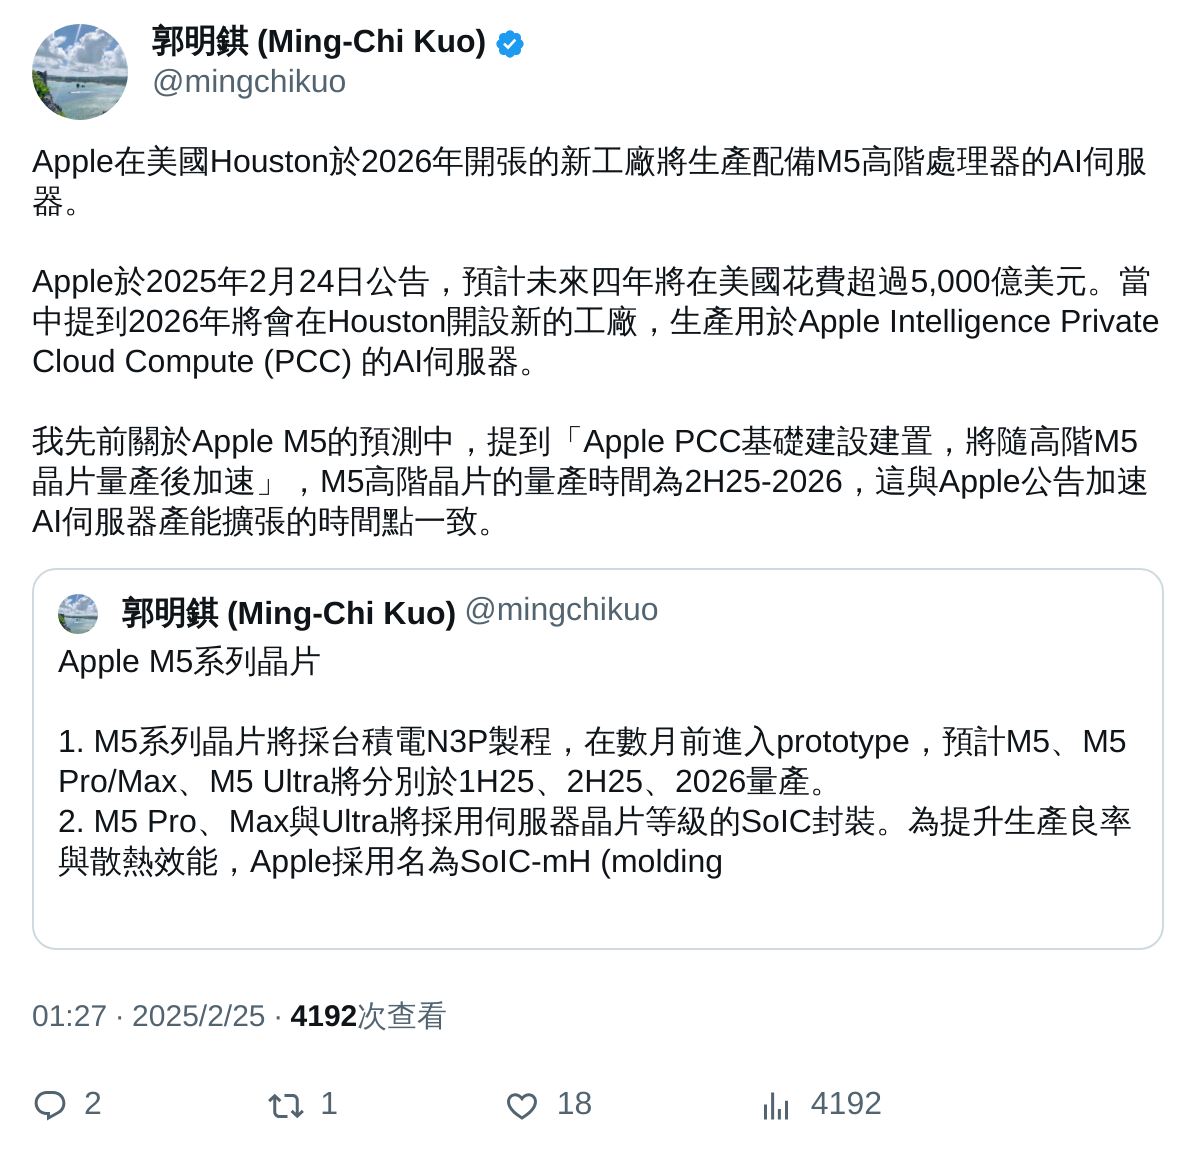 郭明錤 (Ming-Chi Kuo)
@mingchikuo
Apple在美國Houston於2026年開張的新工廠將生產配備M5高階處理器的AI伺服
器。
Apple於2025年2月24日公告，預計未來四年將在美國花費超過5,000億美元。當
中提到2026年將會在Houston開設新的工廠，生產用於Apple Intelligence Private
Cloud Compute (PCC) 的AI伺服器。
我先前關於Apple M5的預測中，提到「Apple PCC基礎建設建置，將隨高階M5
晶片量產後加速」，M5高階晶片的量產時間為2H25-2026，這與Apple公告加速
AI伺服器產能擴張的時間點一致。
郭明錤 (Ming-Chi Kuo) @mingchikuo
Apple M5系列晶片
1. M5系列晶片將採台積電N3P製程，在數月前進入prototype，預計M5、M5
Pro/Max、M5 Ultra將分別於1H25、2H25、2026量產。
2. M5 Pro、Max與Ultra將採用伺服器晶片等級的SoIC封裝。為提升生產良率
與散熱效能，Apple採用名為SoIC-mH (molding
01:27 · 2025/2/25 · 4192次查看
2 1 18 4192